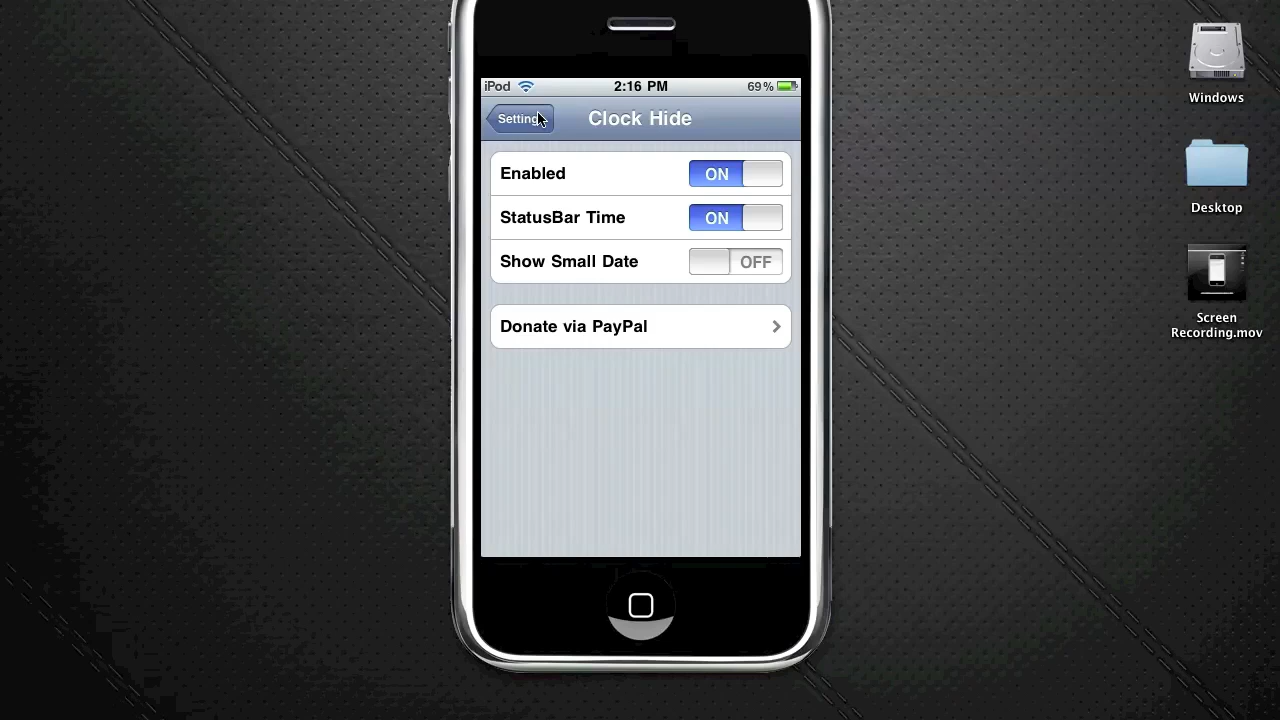 iPod
2:16 PM
69%
Setting
Clock Hide
Enabled
ON
StatusBar Time
ON
Show Small Date
OFF
Donate via PayPal
Windows
Desktop
Screen
Recording.mov